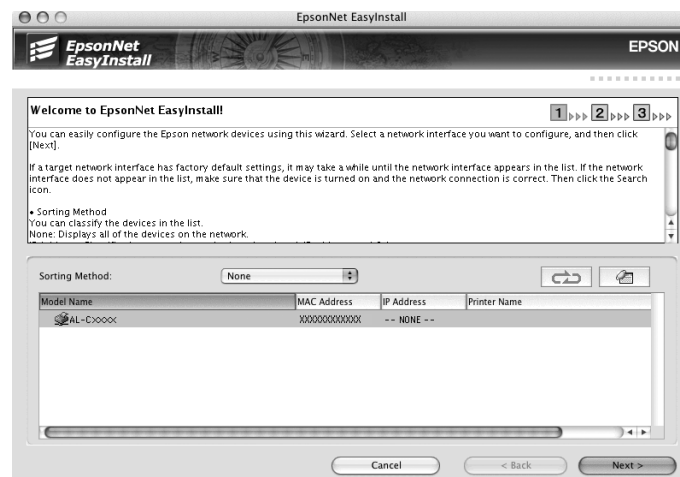 EpsonNet EasyInstall
EpsonNet
EasyInstall
EPSON
Welcome to EpsonNet EasyInstall!
1 2 3
You can easily configure the Epson network devices using this wizard. Select a network interface you want to configure, and then click
[Next].
If a target network interface has factory default settings, it may take a while until the network interface appears in the list. If the network
interface does not appear in the list, make sure that the device is turned on and the network connection is correct. Then click the Search
icon.
• Sorting Method
You can classify the devices in the list.
None: Displays all of the devices on the network.
Sorting Method: None
Model Name MAC Address IP Address Printer Name
AL-CXXXX XXXXXXXXXXXX -- NONE --
Cancel < Back Next >